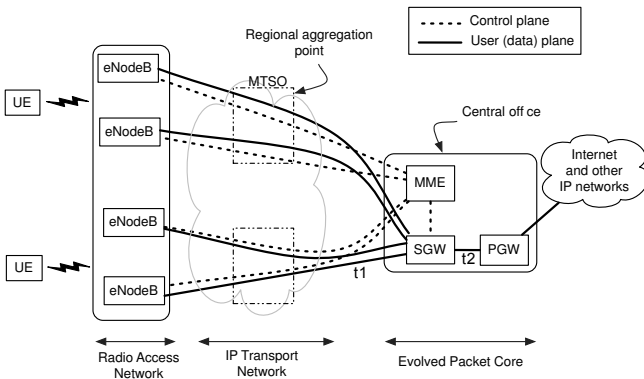 Control plane
User (data) plane
Regional aggregation
point
MTSO
eNodeB
UE
eNodeB
Central off ce
Internet
and other
IP networks
MME
eNodeB
SGW
t2
PGW
UE
eNodeB
t1
Radio Access
Network
IP Transport
Network
Evolved Packet Core